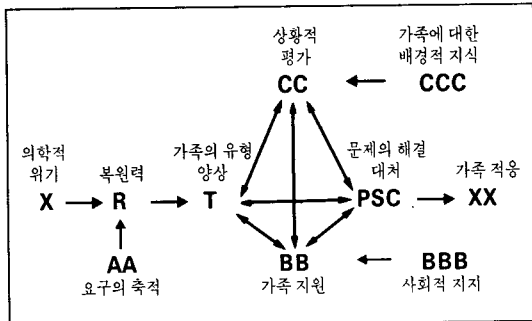 상황적
평가
CC
가족에 대한
배경적 지식
CCC
의학적
위기
X
복원력
R
가족의 유형
양상
T
문제의 해결
대처
PSC
가족 적응
XX
AA
요구의 축적
BB
가족 지원
BBB
사회적 지지